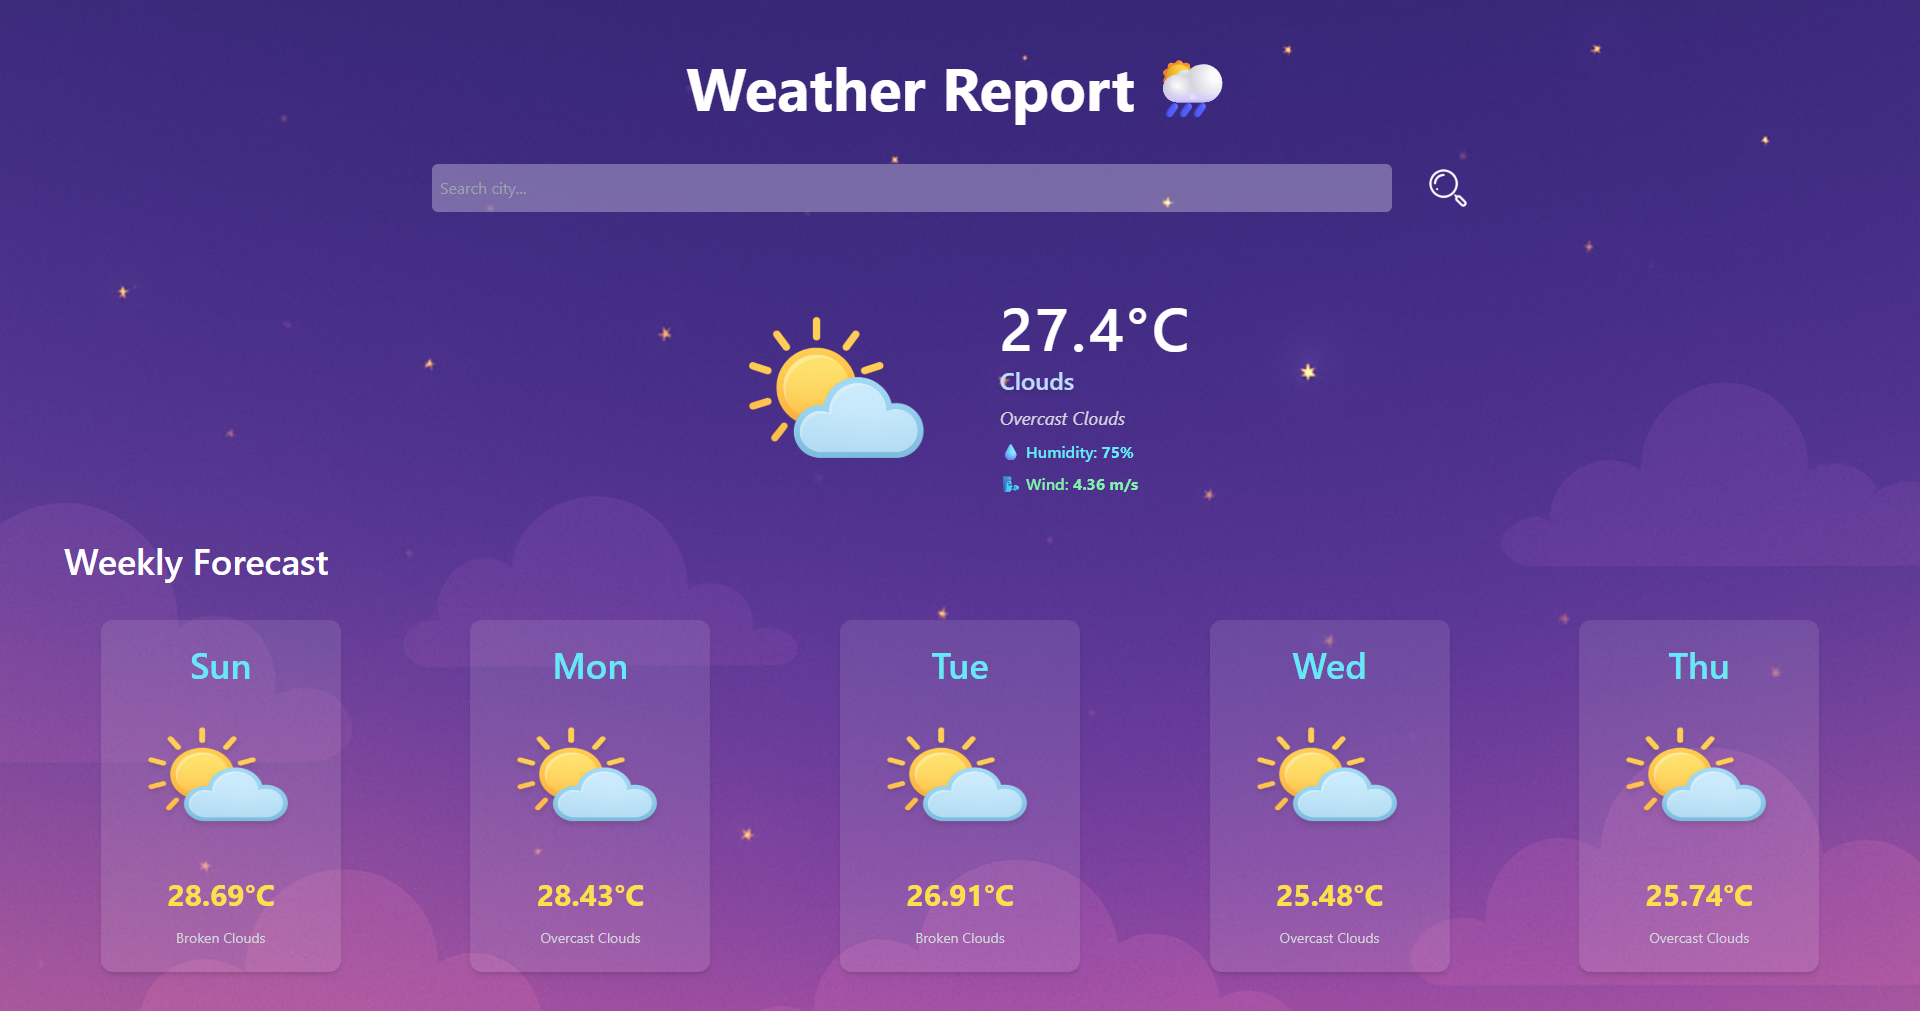 Weather Report
Search city...
27.4°C
Clouds
Overcast Clouds
Humidity: 75%
Wind: 4.36 m/s
Weekly Forecast
Sun
28.69°C
Broken Clouds
Mon
28.43°C
Overcast Clouds
Tue
26.91°C
Broken Clouds
Wed
25.48°C
Overcast Clouds
Thu
25.74°C
Overcast Clouds